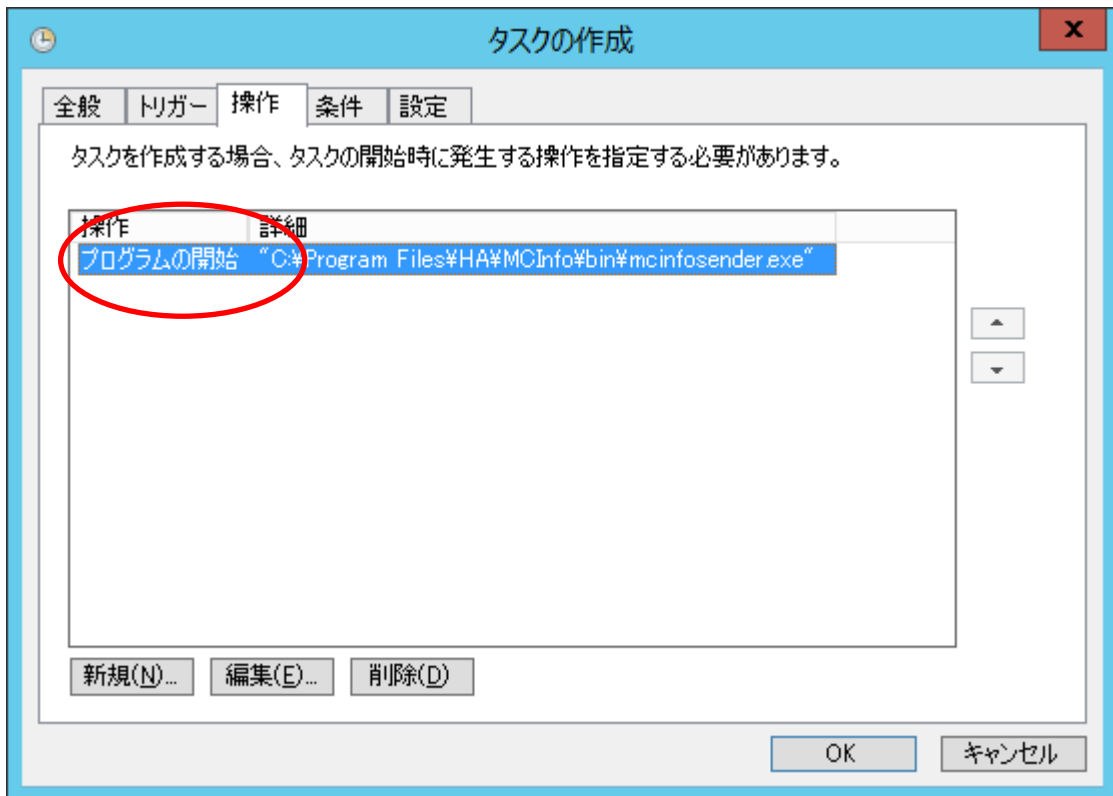 タスクの作成
x
全般 トリガー 操作 条件 設定
タスクを作成する場合、タスクの開始時に発生する操作を指定する必要があります。
操作 詳細
プログラムの開始 "C:¥Program Files¥HA¥MCInfo¥bin¥mcinfosender.exe"
新規(N)... 編集(E)... 削除(D)
OK キャンセル